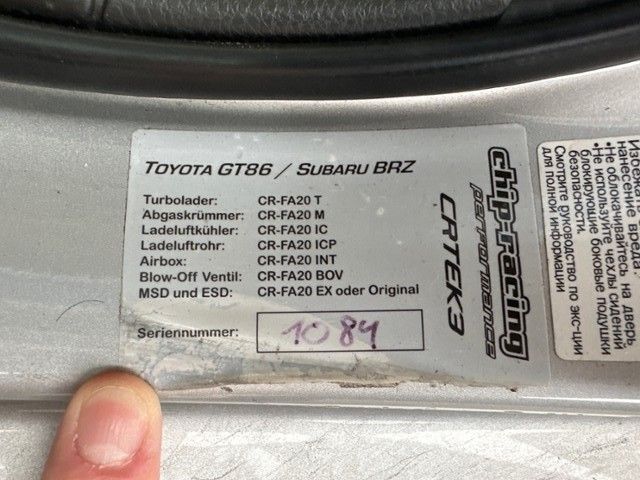 TOYOTA GT86 / SUBARU BRZ
Turbolader: CR-FA20 T
Abgaskrümmer: CR-FA20 M
Ladeluftkühler: CR-FA20 IC
Ladeluftrohr: CR-FA20 ICP
Airbox: CR-FA20 INT
Blow-Off Ventil: CR-FA20 BOV
MSD und ESD: CR-FA20 EX oder Original
Seriennummer: 1084
chip-racing
performance
CRTEK3
нанесение вреда:
•Не облокачивайтесь на дверь
•Не используйте чехлы сидений
блокирующие боковые подушки
безопасности.
Смотрите руководство по экс-ции
для полной информации